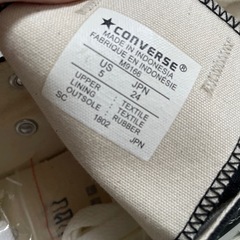 ★ CONVERSE
MADE IN INDONESIA
FABRIQUE EN INDONÉSIE
M9166
US JPN
5 24
UPPER : TEXTILE
LINING : TEXTILE
OUTSOLE : RUBBER
SC 1802 JPN